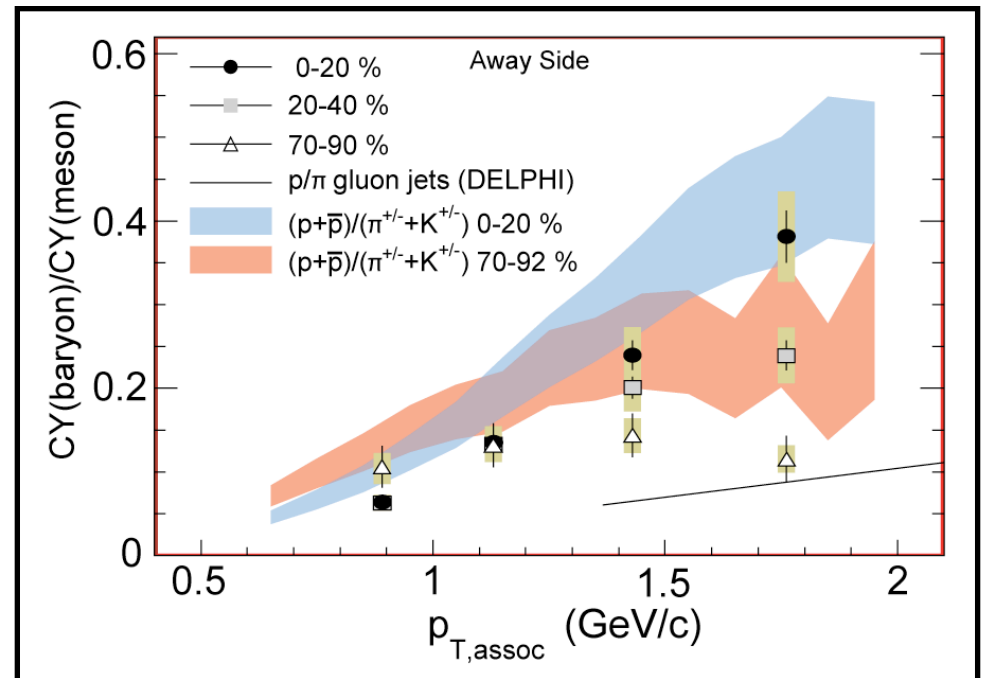 CY(baryon)/CY(meson)
0.6
0.4
0.2
0
Away Side
0-20 %
20-40 %
70-90 %
p/π gluon jets (DELPHI)
(p+p̅)/(π⁺ᐟ⁻+K⁺ᐟ⁻) 0-20 %
(p+p̅)/(π⁺ᐟ⁻+K⁺ᐟ⁻) 70-92 %
0.5 1 1.5 2
p_T,assoc (GeV/c)